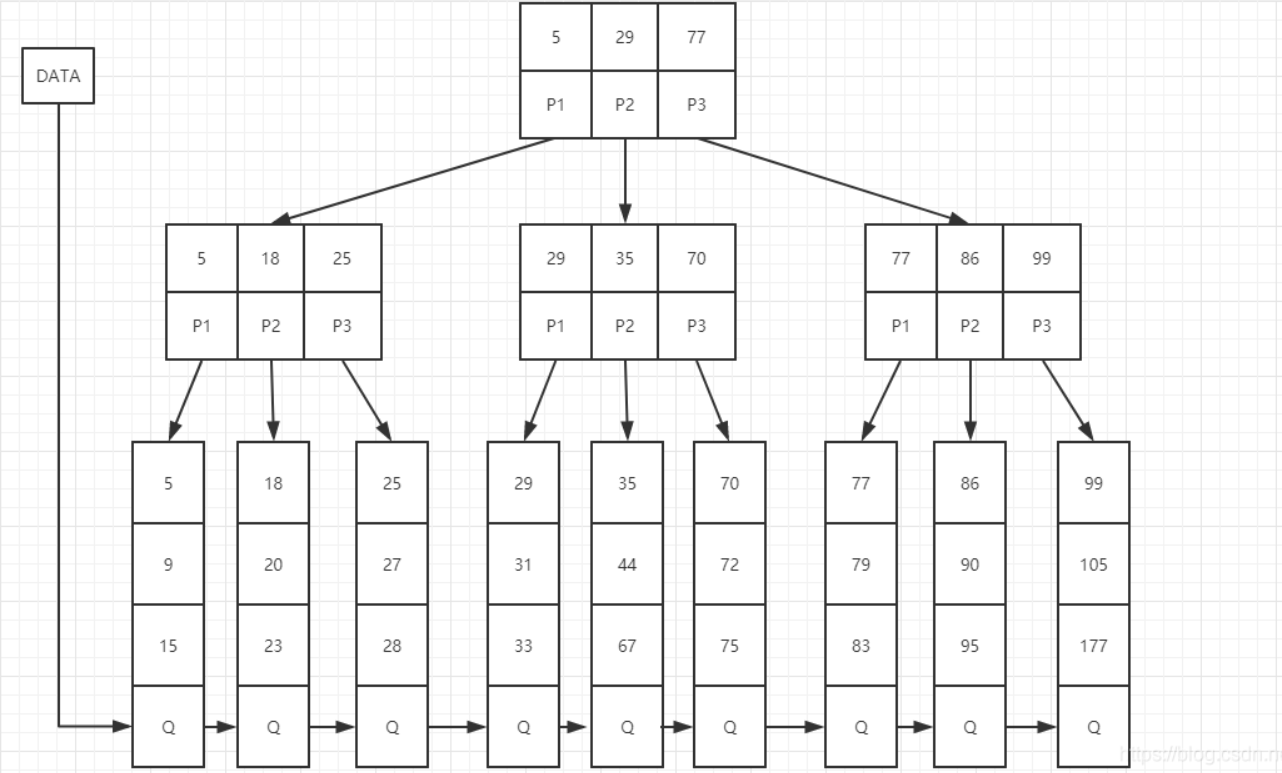 5 29 77
DATA
P1 P2 P3
5 18 25 29 35 70 77 86 99
P1 P2 P3 P1 P2 P3 P1 P2 P3
5 18 25 29 35 70 77 86 99
9 20 27 31 44 72 79 90 105
15 23 28 33 67 75 83 95 177
Q Q Q Q Q Q Q Q Q
https://blog.csdn.n